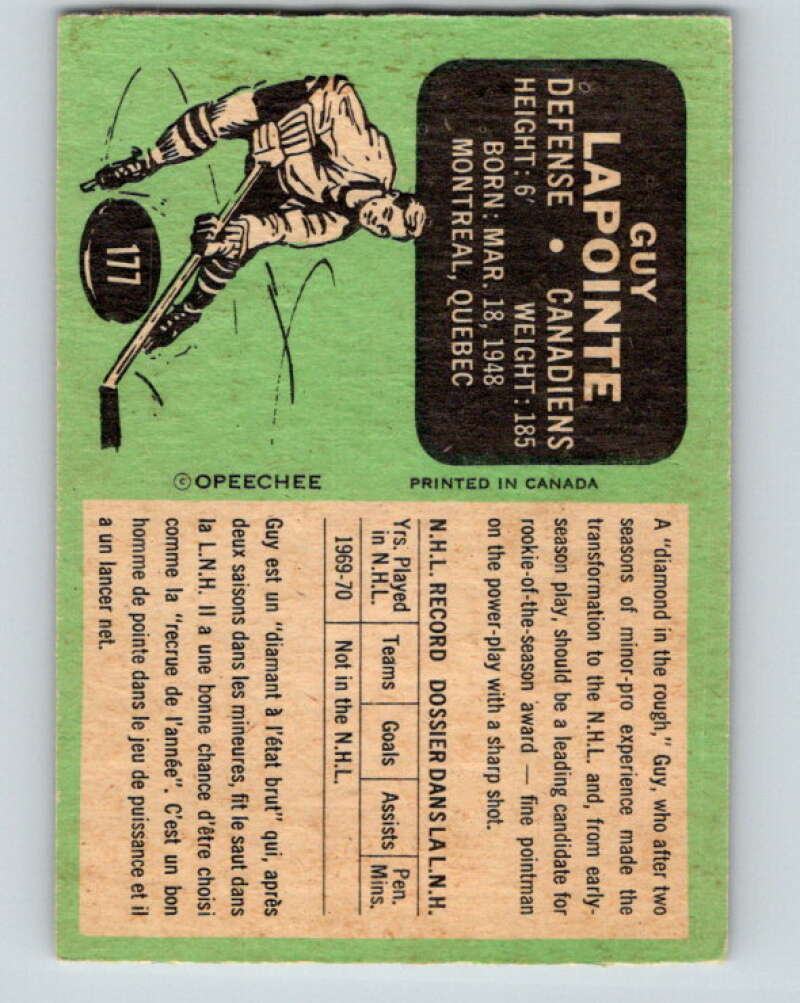 GUY
LAPOINTE
DEFENSE • CANADIENS
HEIGHT: 6' WEIGHT: 185
BORN: MAR. 18, 1948
MONTREAL, QUEBEC
177
© OPEECHEE PRINTED IN CANADA
A "diamond in the rough," Guy, who after two
seasons of minor-pro experience made the
transformation to the N.H.L. and, from early-
season play, should be a leading candidate for
rookie-of-the-season award — fine pointman
on the power-play with a sharp shot.
N.H.L. RECORD DOSSIER DANS LA L.N.H.
Yrs. Played in N.H.L. Teams Goals Assists Pen. Mins.
1969-70 Not in the N.H.L.
Guy est un "diamant à l'état brut" qui, après
deux saisons dans les mineures, fit le saut dans
la L.N.H. Il a une bonne chance d'être choisi
comme la "recrue de l'année". C'est un bon
homme de pointe dans le jeu de puissance et il
a un lancer net.